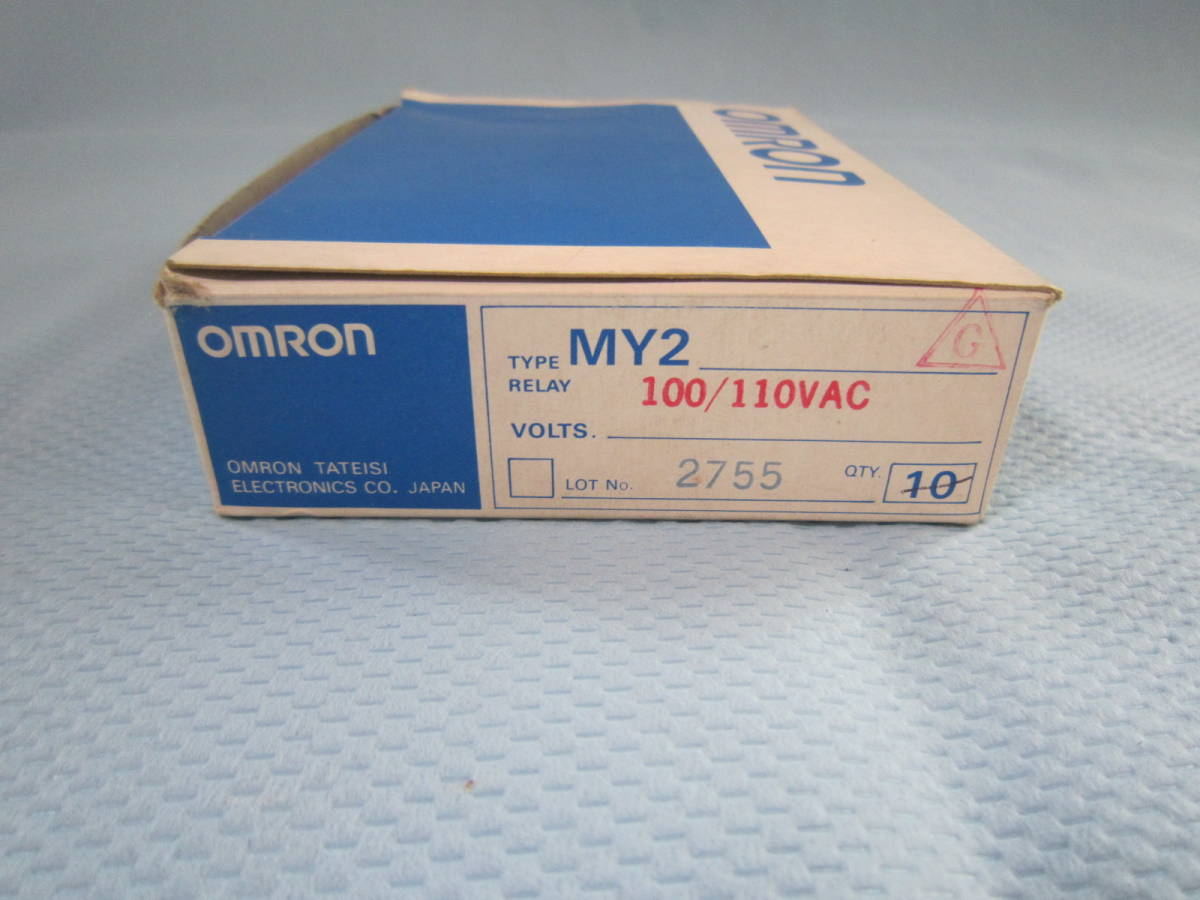 OMRON
OMRON
TYPE MY2
RELAY
100/110VAC
VOLTS.
LOT No. 2755 QTY. 10
G
OMRON TATEISI
ELECTRONICS CO. JAPAN